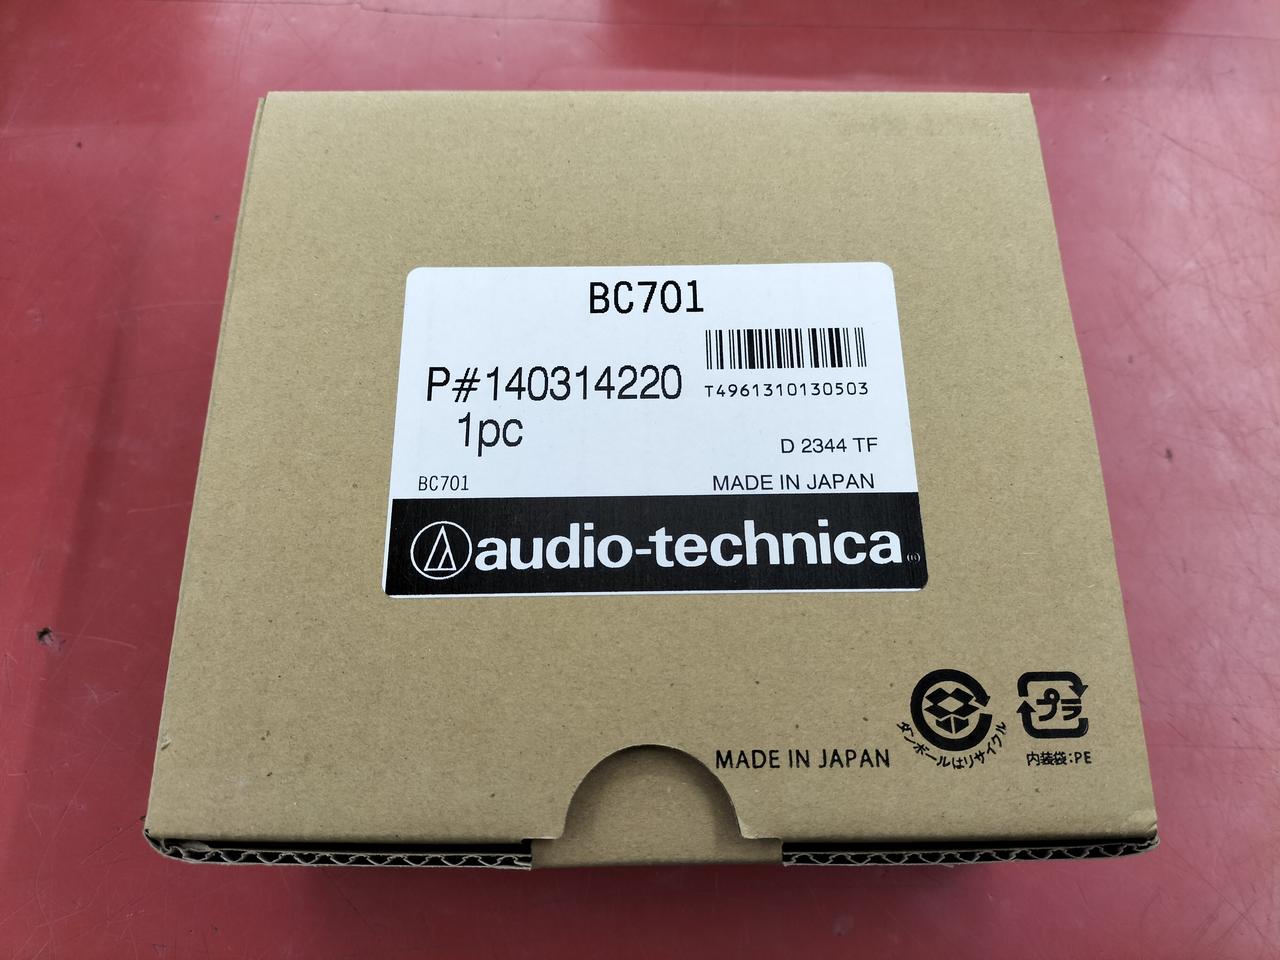 BC701
P#140314220
T4961310130503
1pc
D 2344 TF
BC701
MADE IN JAPAN
audio-technica®
MADE IN JAPAN
ダンボールはリサイクル
プラ
内装袋:PE